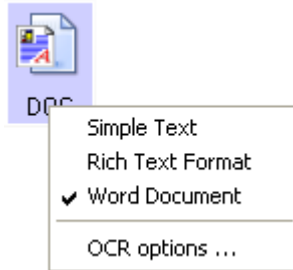 DOC
Simple Text
Rich Text Format
Word Document
OCR options ...